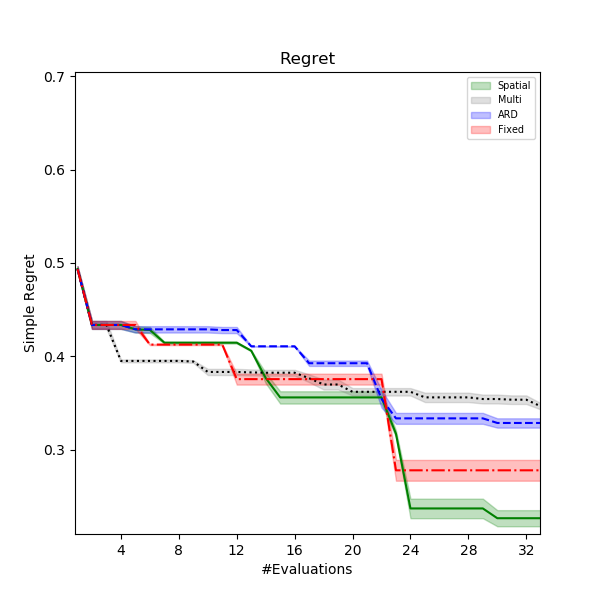 Regret
0.7
0.6
0.5
0.4
0.3
Simple Regret
Spatial
Multi
ARD
Fixed
4 8 12 16 20 24 28 32
#Evaluations